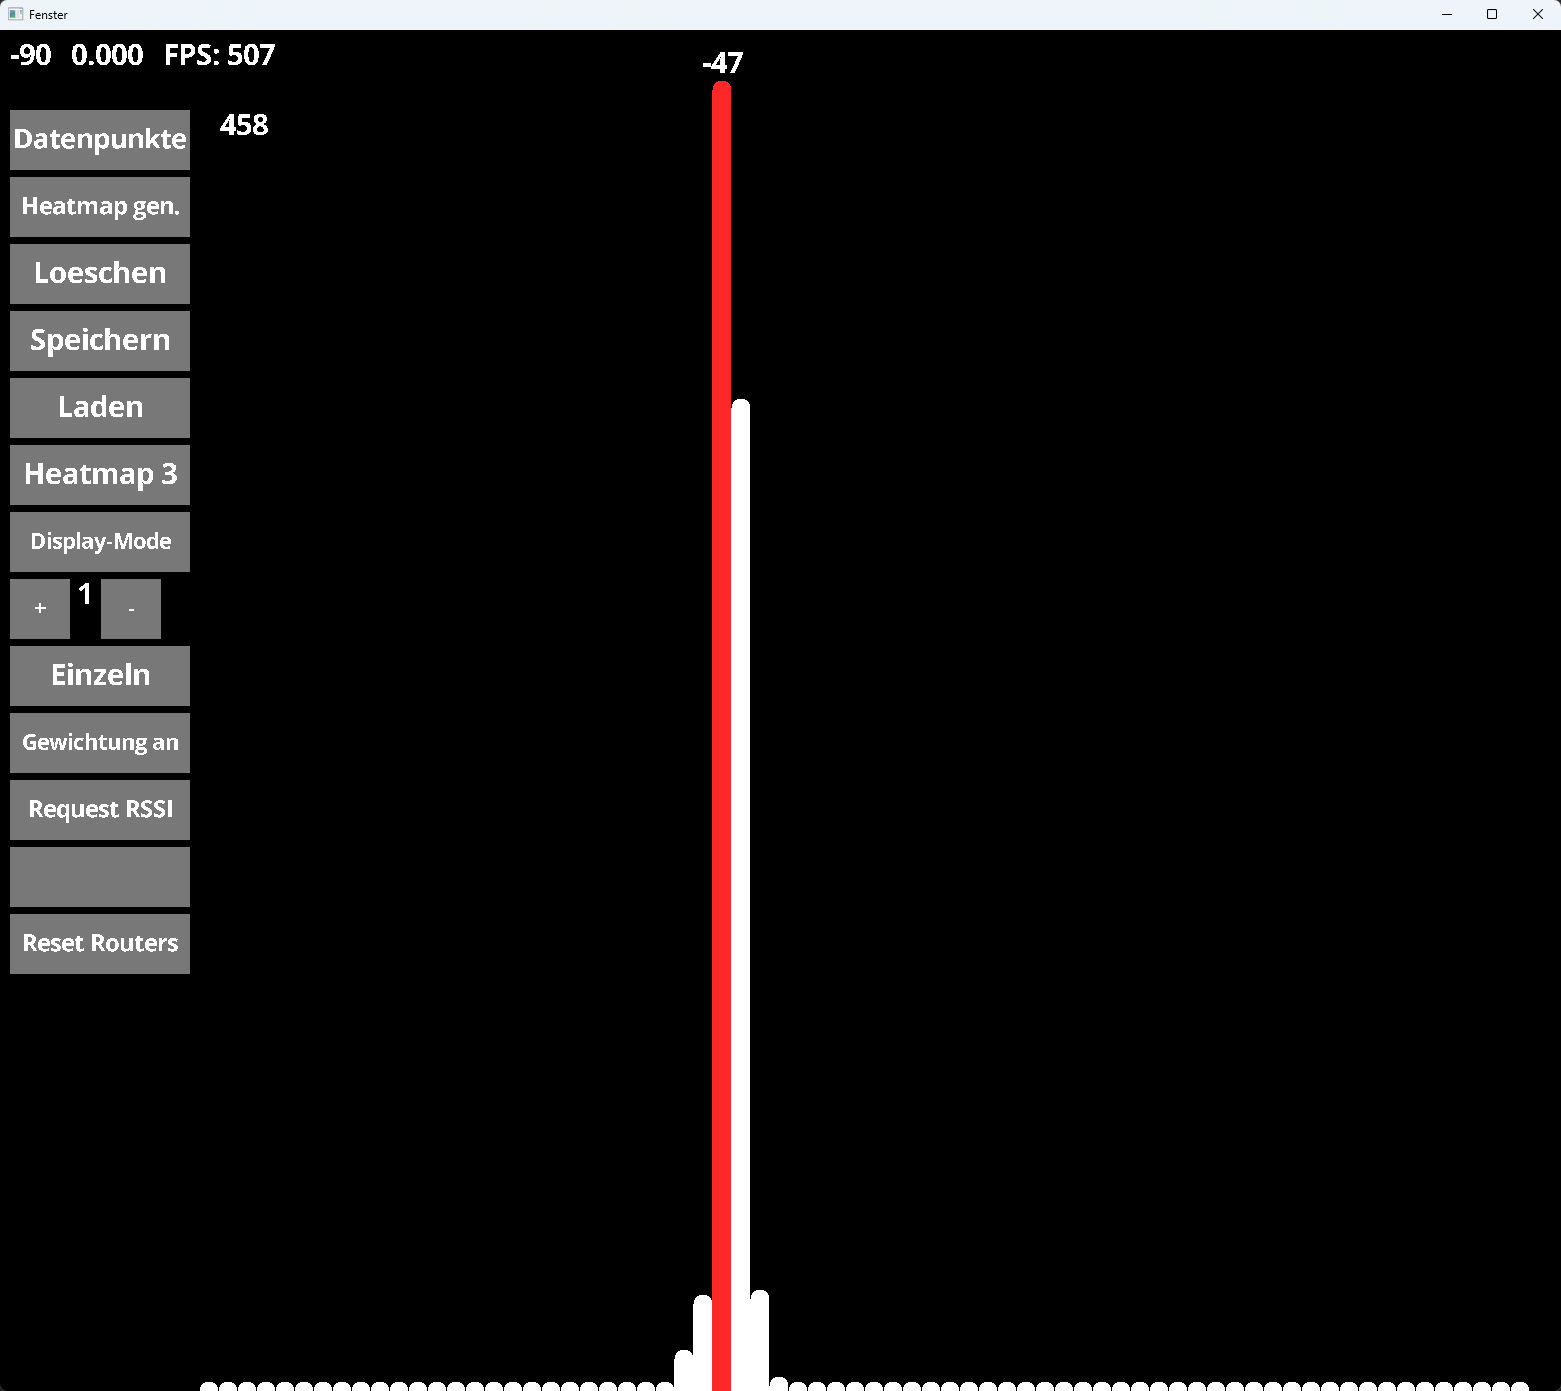 Fenster
-90 0.000 FPS: 507
-47
458
Datenpunkte
Heatmap gen.
Loeschen
Speichern
Laden
Heatmap 3
Display-Mode
+ 1 -
Einzeln
Gewichtung an
Request RSSI
Reset Routers